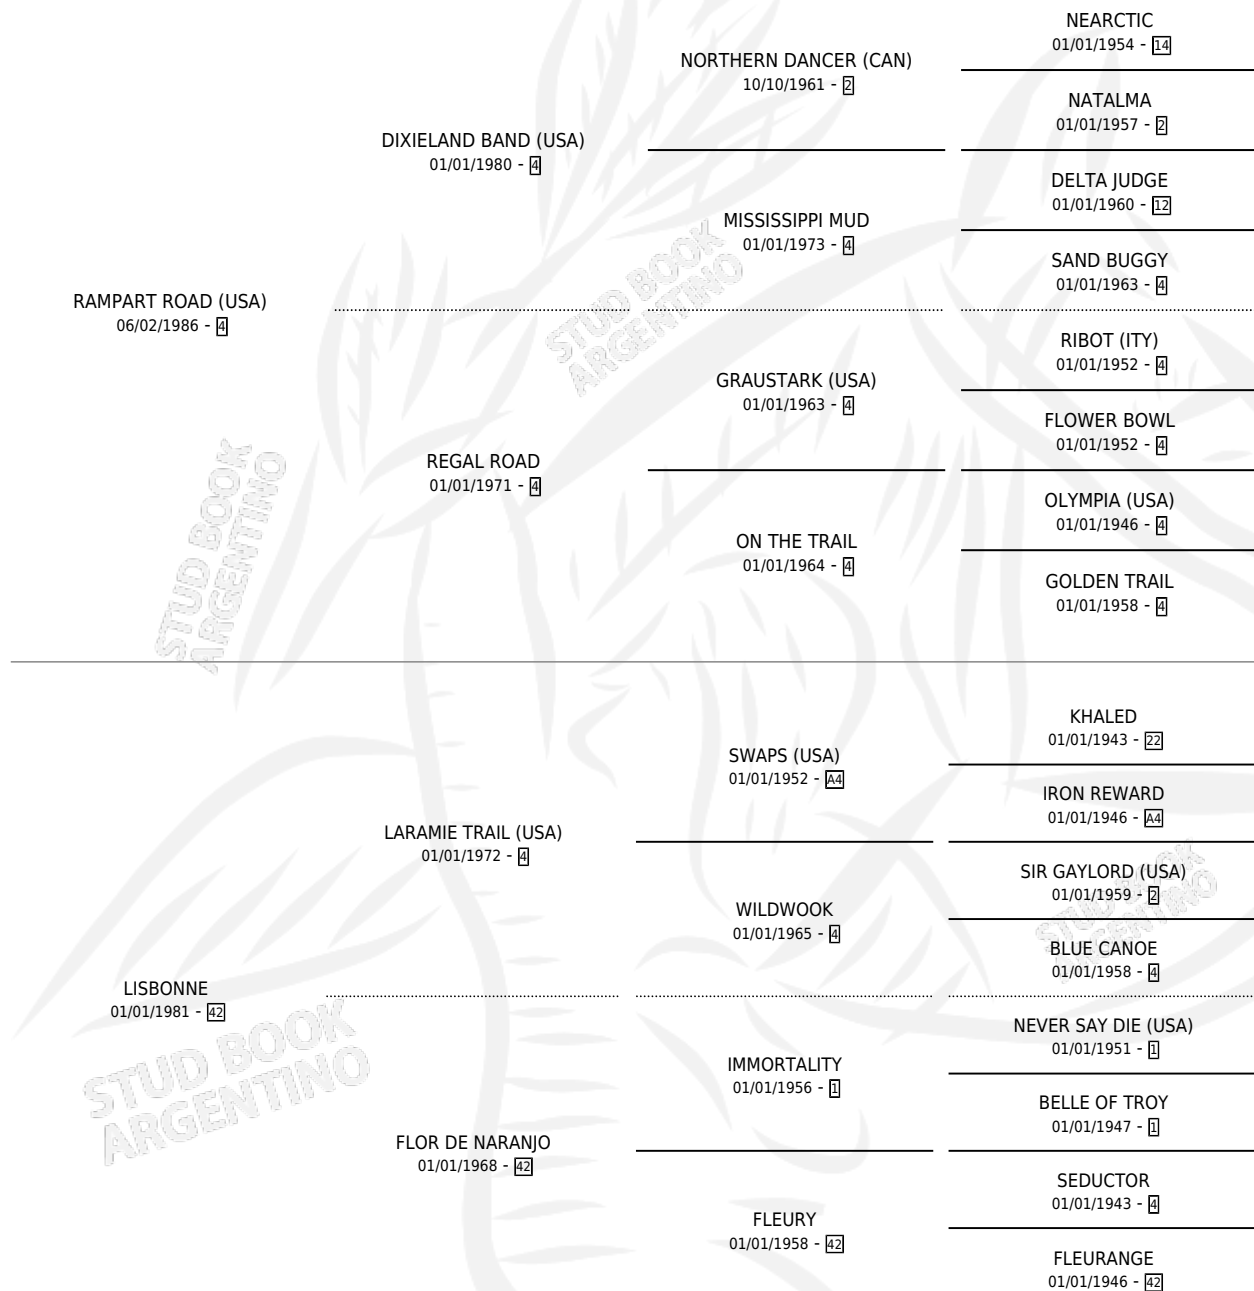 NEARCTIC
01/01/1954 - 14
NORTHERN DANCER (CAN)
10/10/1961 - 2
NATALMA
01/01/1957 - 2
DIXIELAND BAND (USA)
01/01/1980 - 4
DELTA JUDGE
01/01/1960 - 12
MISSISSIPPI MUD
01/01/1973 - 4
SAND BUGGY
01/01/1963 - 4
RAMPART ROAD (USA)
06/02/1986 - 4
RIBOT (ITY)
01/01/1952 - 4
GRAUSTARK (USA)
01/01/1963 - 4
FLOWER BOWL
01/01/1952 - 4
REGAL ROAD
01/01/1971 - 4
OLYMPIA (USA)
01/01/1946 - 4
ON THE TRAIL
01/01/1964 - 4
GOLDEN TRAIL
01/01/1958 - 4
KHALED
01/01/1943 - 22
SWAPS (USA)
01/01/1952 - A4
IRON REWARD
01/01/1946 - A4
LARAMIE TRAIL (USA)
01/01/1972 - 4
SIR GAYLORD (USA)
01/01/1959 - 2
WILDWOOK
01/01/1965 - 4
BLUE CANOE
01/01/1958 - 4
LISBONNE
01/01/1981 - 42
NEVER SAY DIE (USA)
01/01/1951 - 1
IMMORTALITY
01/01/1956 - 1
BELLE OF TROY
01/01/1947 - 1
FLOR DE NARANJO
01/01/1968 - 42
SEDUCTOR
01/01/1943 - 4
FLEURY
01/01/1958 - 42
FLEURANGE
01/01/1946 - 42
STUD BOOK
ARGENTINO
STUD BOOK
ARGENTINO
STUD BOOK
ARGENTINO
STUD BOOK
ARGENTINO